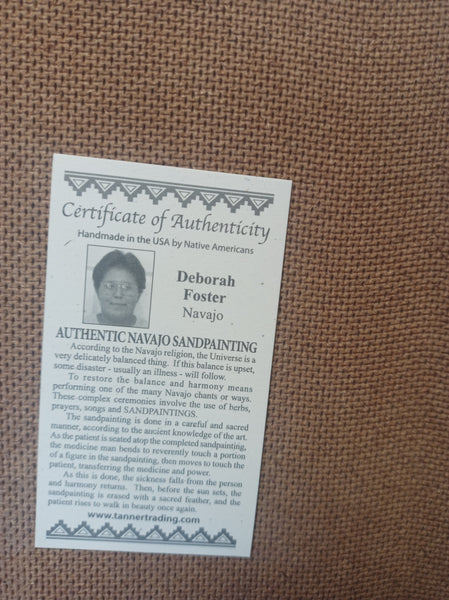 Certificate of Authenticity
Handmade in the USA by Native Americans
Deborah
Foster
Navajo
AUTHENTIC NAVAJO SANDPAINTING
According to the Navajo religion, the Universe is a
very delicately balanced thing. If this balance is upset,
some disaster - usually an illness - will follow.
To restore the balance and harmony means
performing one of the many Navajo chants or ways.
These complex ceremonies involve the use of herbs,
prayers, songs and SANDPAINTINGS.
The sandpainting is done in a careful and sacred
manner, according to the ancient knowledge of the art.
As the patient is seated atop the completed sandpainting,
the medicine man bends to reverently touch a portion
of a figure in the sandpainting, then moves to touch the
patient, transferring the medicine and power.
As this is done, the sickness falls from the person
and harmony returns. Then, before the sun sets, the
sandpainting is erased with a sacred feather, and the
patient rises to walk in beauty once again.
www.tannertrading.com